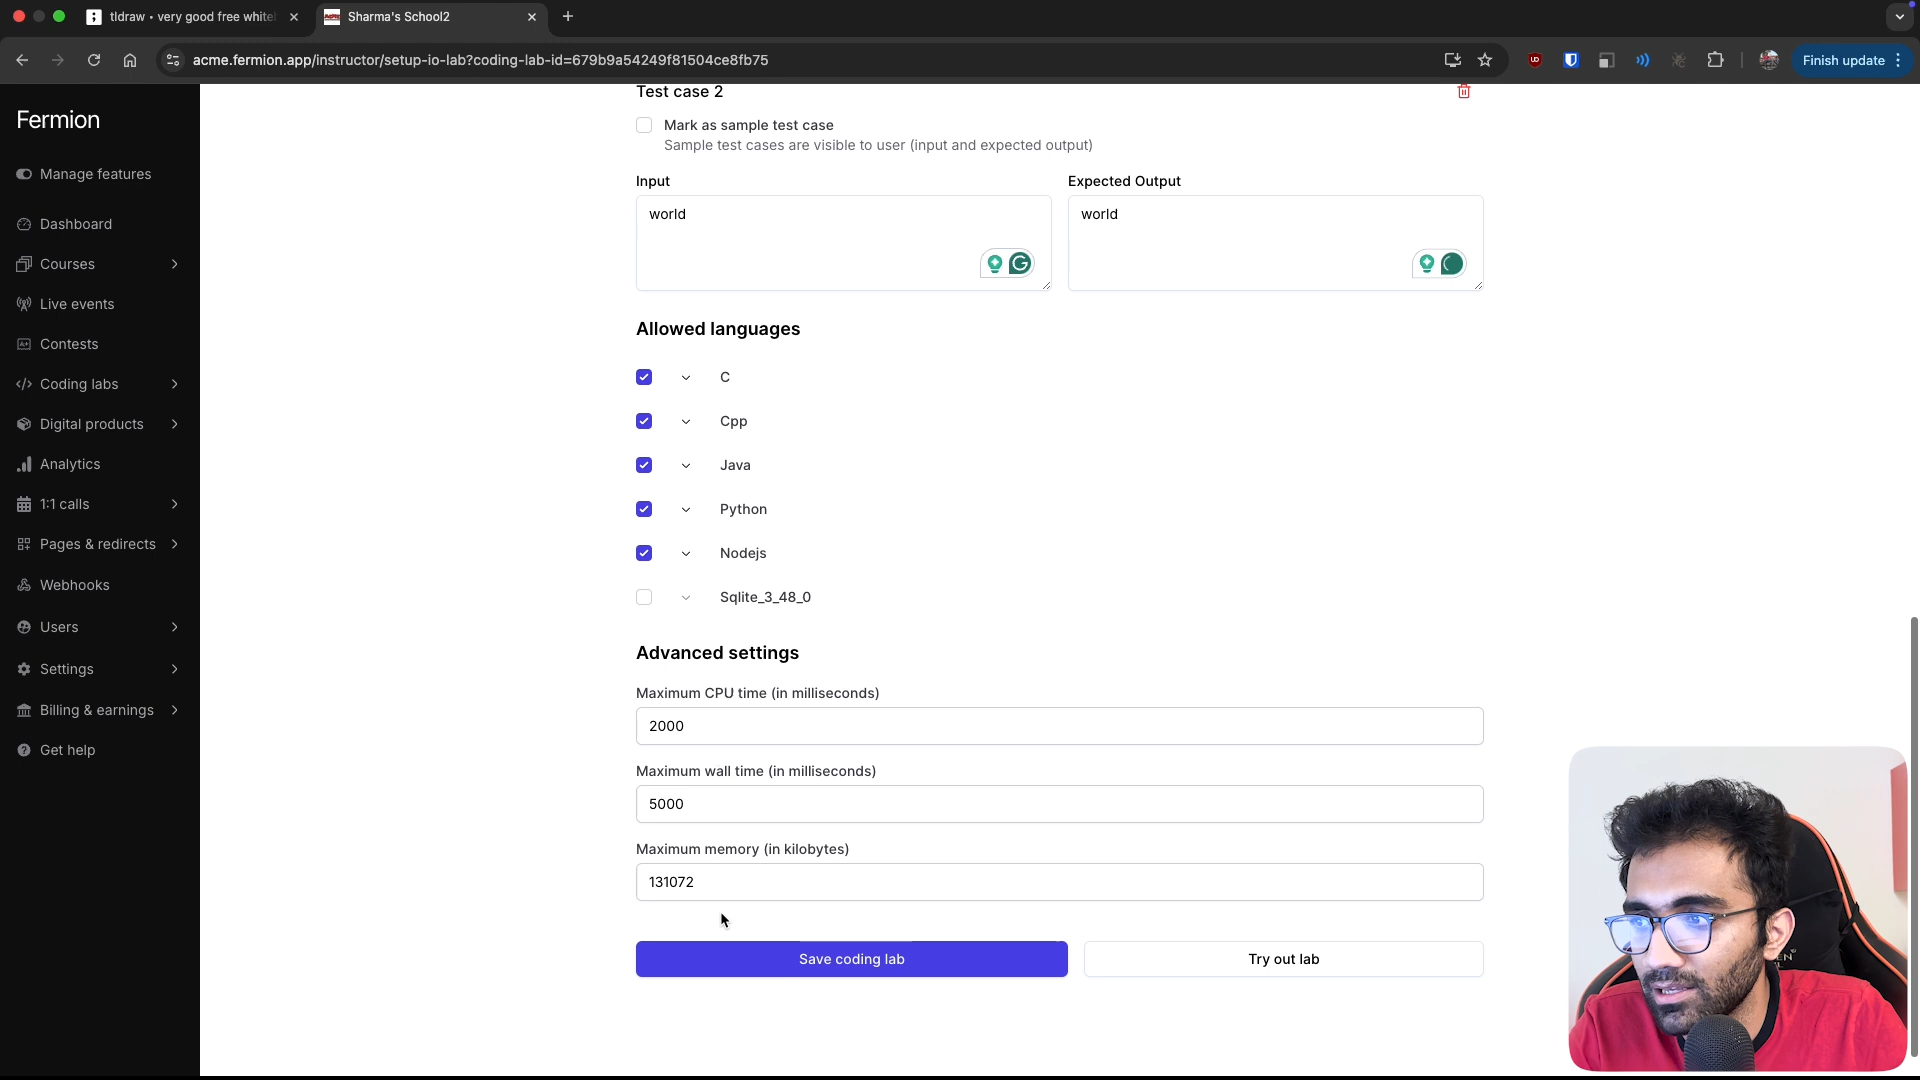 tldraw • very good free white
Sharma's School2
acme.fermion.app/instructor/setup-io-lab?coding-lab-id=679b9a54249f81504ce8fb75
Finish update
Fermion
Manage features
Dashboard
Courses
Live events
Contests
Coding labs
Digital products
Analytics
1:1 calls
Pages & redirects
Webhooks
Users
Settings
Billing & earnings
Get help
Test case 2
Mark as sample test case
Sample test cases are visible to user (input and expected output)
Input
Expected Output
world
world
Allowed languages
C
Cpp
Java
Python
Nodejs
Sqlite_3_48_0
Advanced settings
Maximum CPU time (in milliseconds)
2000
Maximum wall time (in milliseconds)
5000
Maximum memory (in kilobytes)
131072
Save coding lab
Try out lab